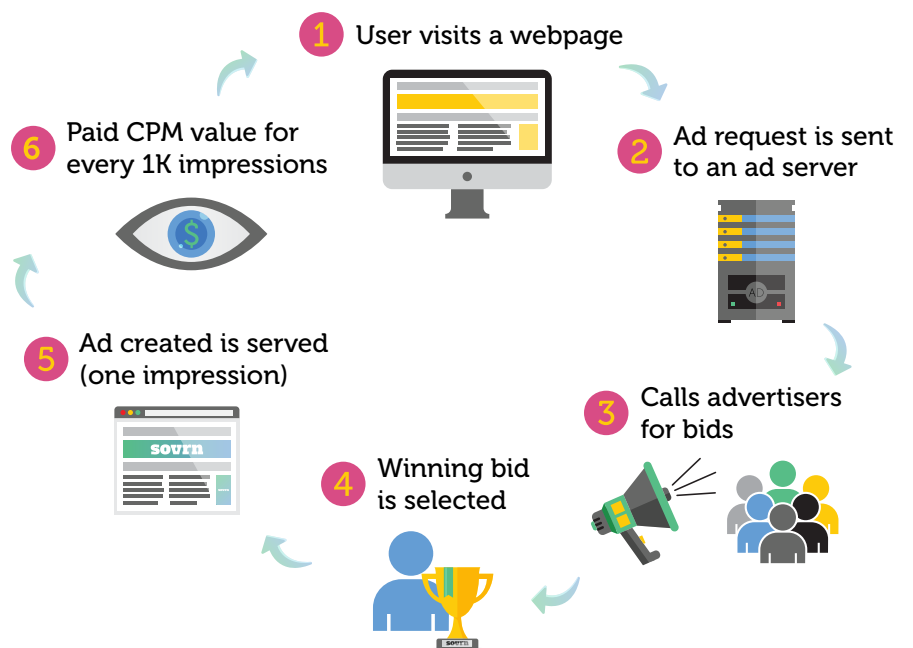 1
User visits a webpage
2
Ad request is sent
to an ad server
AD
3
Calls advertisers
for bids
4
Winning bid
is selected
sovrn
5
Ad created is served
(one impression)
sovrn
6
Paid CPM value for
every 1K impressions
$